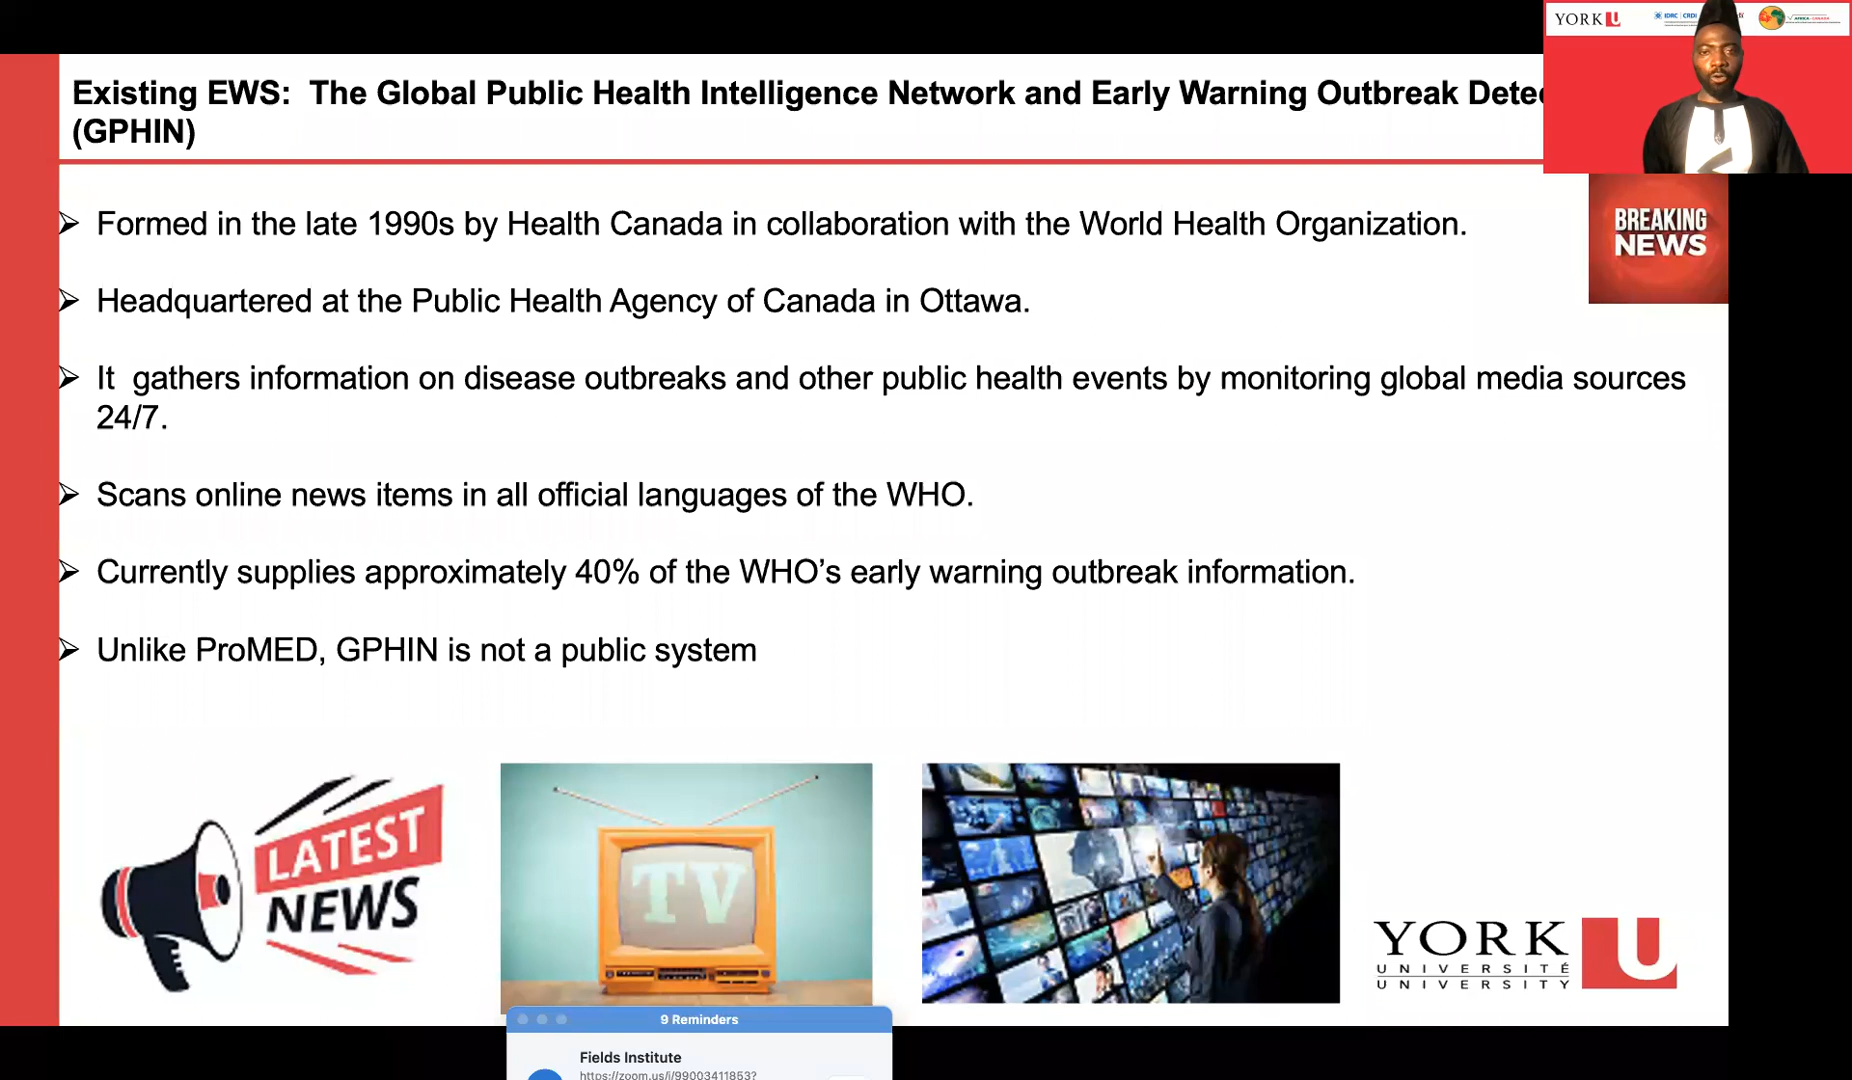 YORK U
IDRC | CRDI
Existing EWS: The Global Public Health Intelligence Network and Early Warning Outbreak
(GPHIN)
BREAKING
NEWS
Formed in the late 1990s by Health Canada in collaboration with the World Health Organization.
Headquartered at the Public Health Agency of Canada in Ottawa.
It gathers information on disease outbreaks and other public health events by monitoring global media sources
24/7.
Scans online news items in all official languages of the WHO.
Currently supplies approximately 40% of the WHO’s early warning outbreak information.
Unlike ProMED, GPHIN is not a public system
LATEST
NEWS
TV
YORK U
UNIVERSITÉ
UNIVERSITY
9 Reminders
Fields Institute
https://zoom.us/j/99003411853?